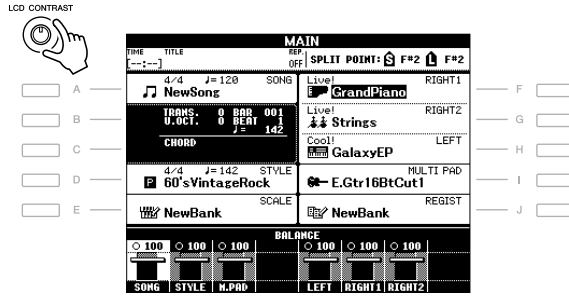 LCD CONTRAST
MAIN
TIME TITLE REP.
[--:--] OFF SPLIT POINT: S F#2 L F#2
4/4 ♩=120 SONG
NewSong
Live! RIGHT1
GrandPiano
TRANS. 0 BAR 001
U.OCT. 0 BEAT 1
♩= 142
CHORD
Live! RIGHT2
Strings
Cool! LEFT
GalaxyEP
4/4 ♩=142 STYLE
P 60'sVintageRock
MULTI PAD
E.Gtr16BtCut1
SCALE
NewBank
REGIST
NewBank
A
B
C
D
E
F
G
H
I
J
BALANCE
100 100 100 100 100 100
SONG STYLE M.PAD LEFT RIGHT1 RIGHT2